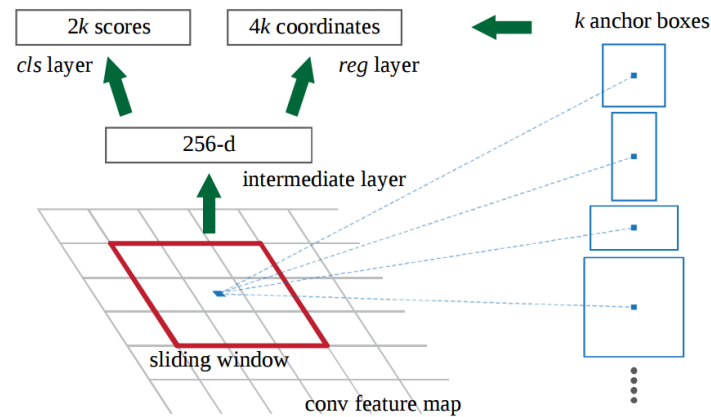 2k scores
4k coordinates
k anchor boxes
cls layer
reg layer
256-d
intermediate layer
sliding window
conv feature map